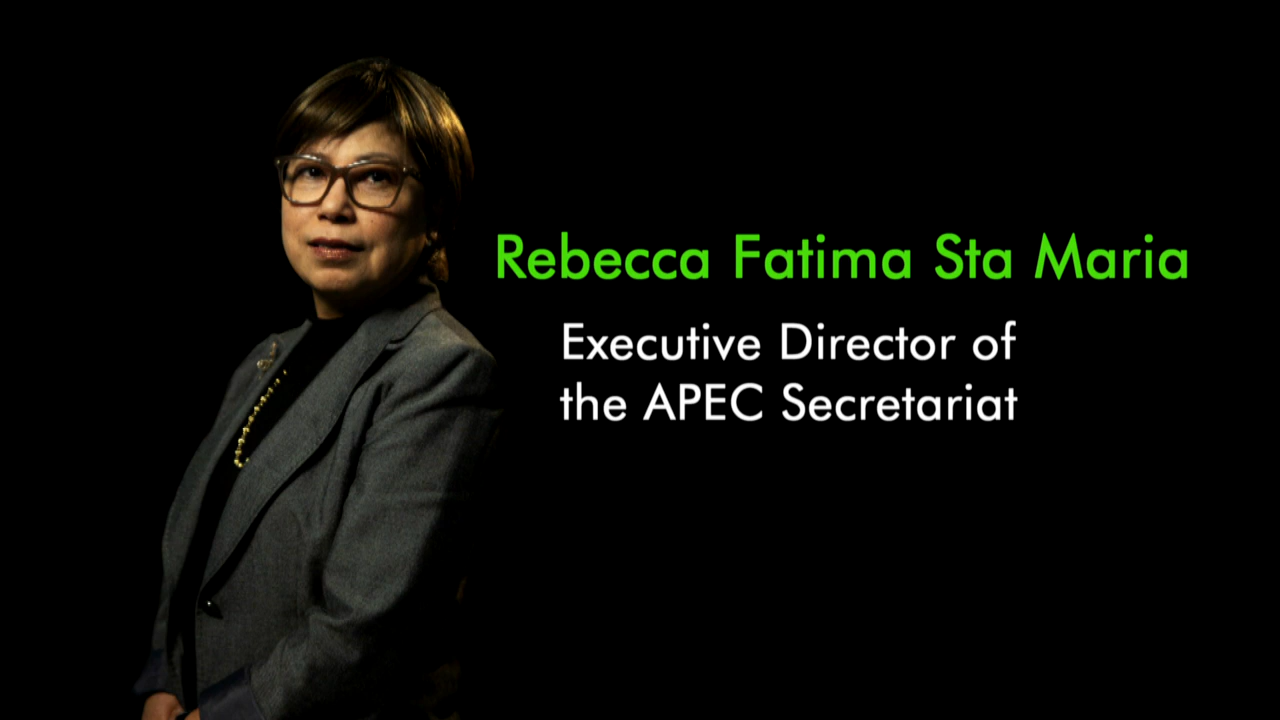 Rebecca Fatima Sta Maria
Executive Director of
the APEC Secretariat